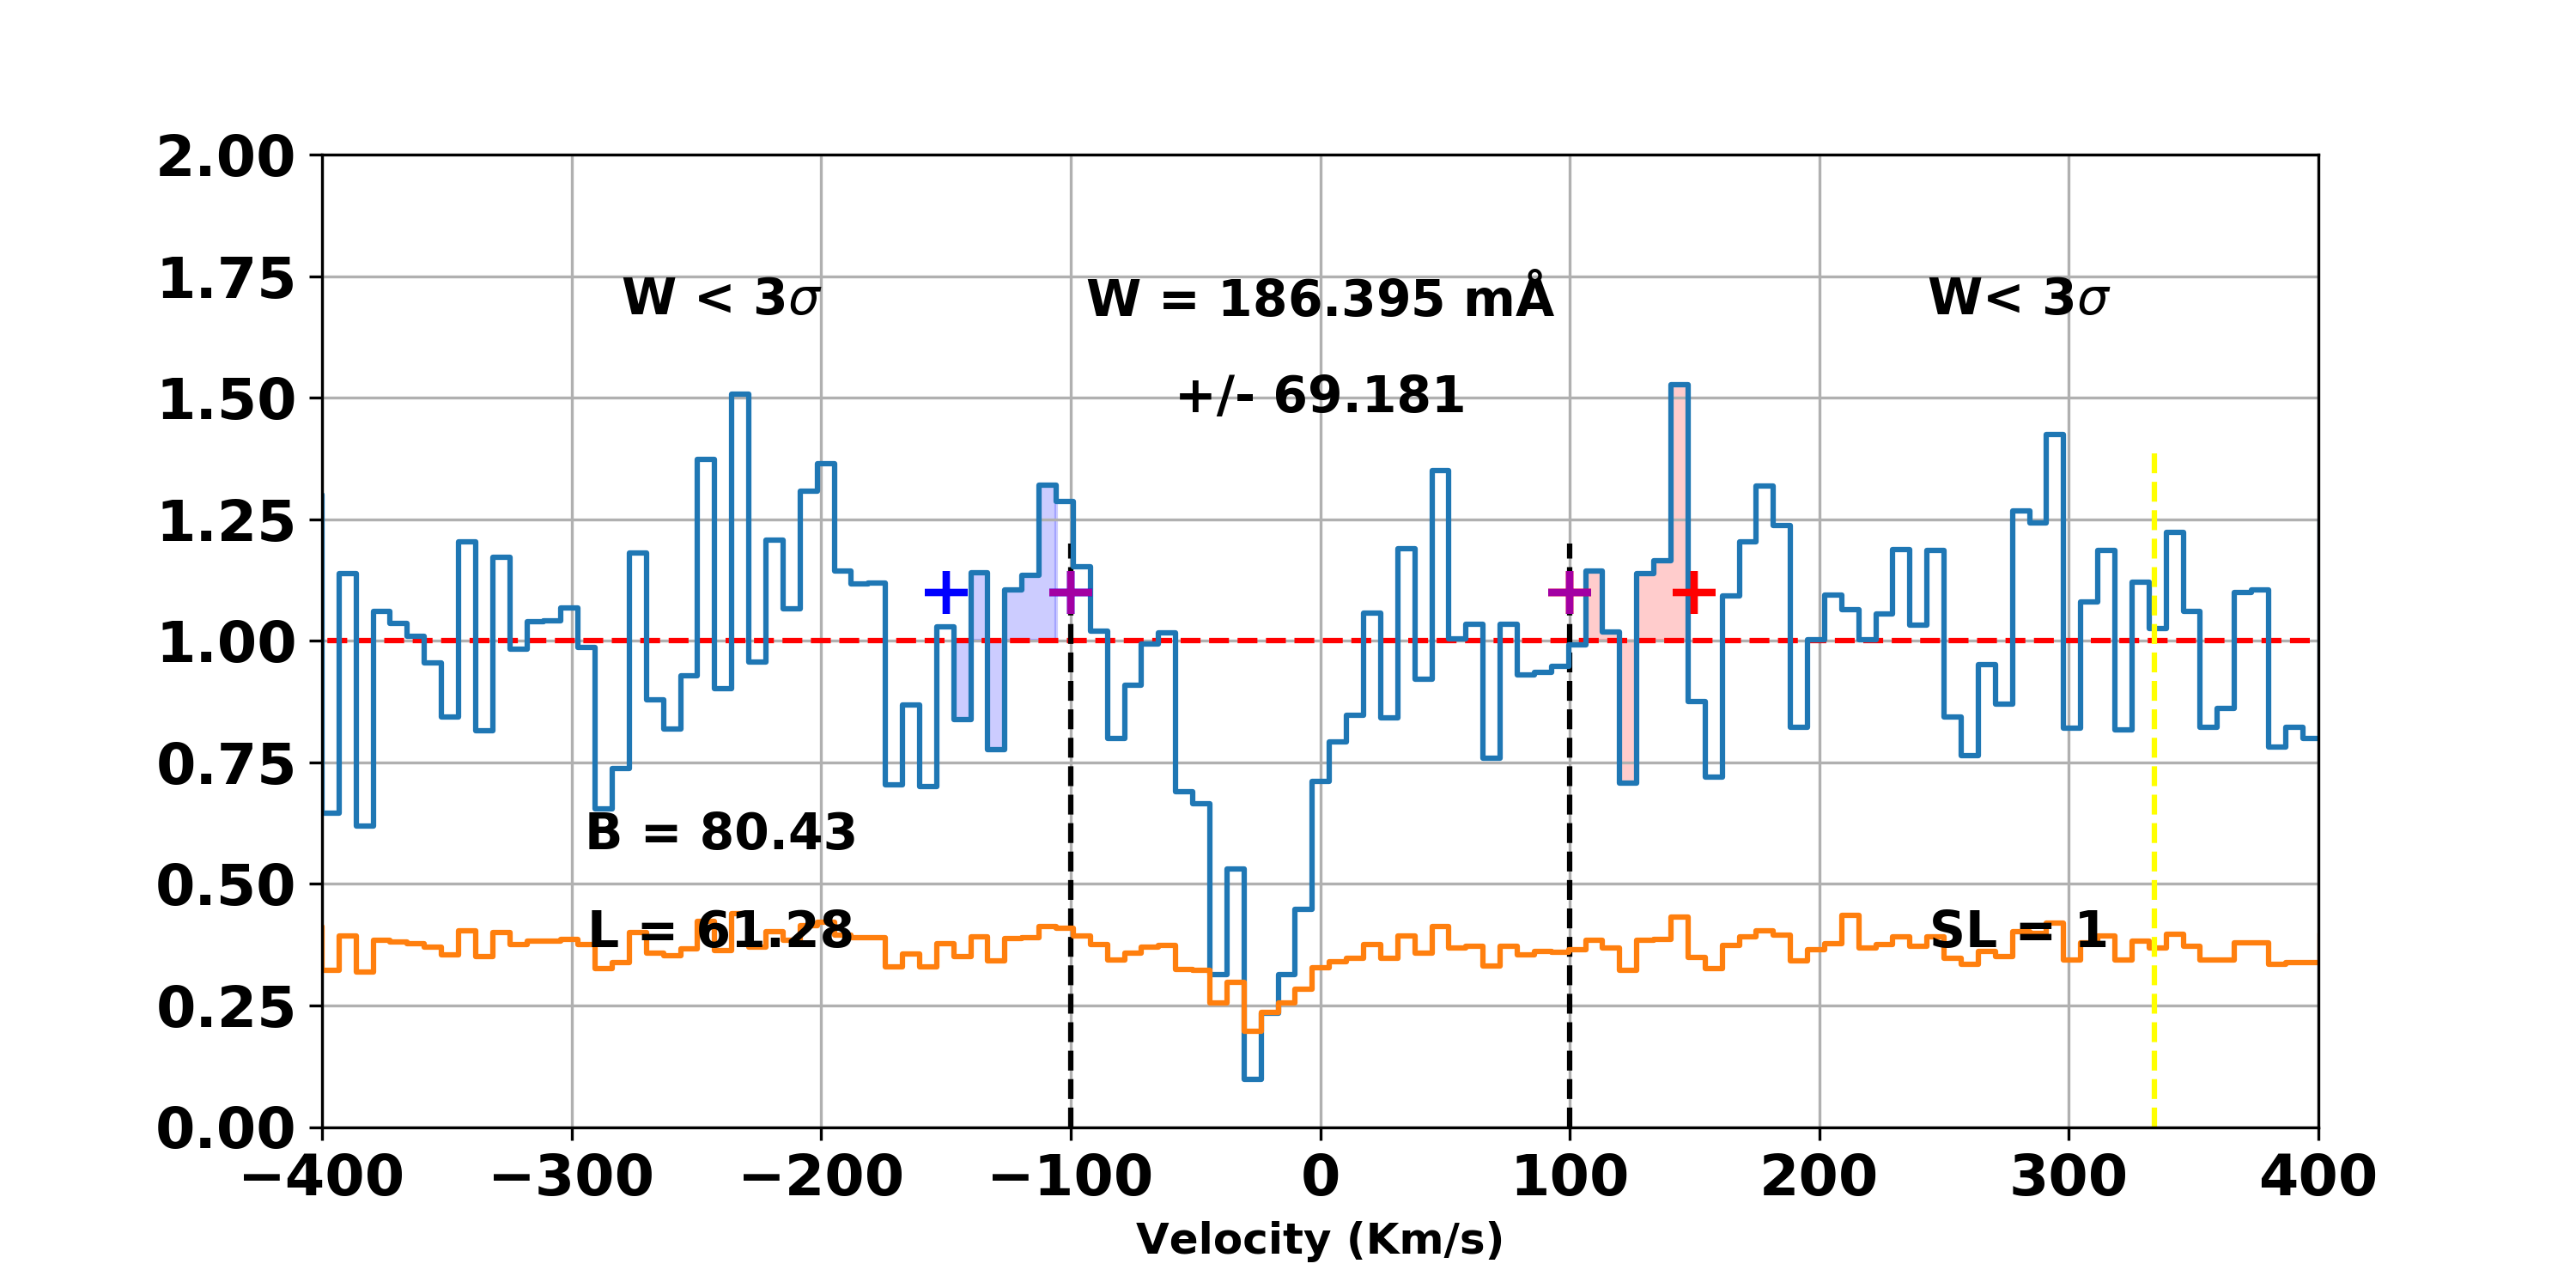 2.00
1.75
1.50
1.25
1.00
0.75
0.50
0.25
0.00
W < 3σ
W = 186.395 mÅ
W< 3σ
+/- 69.181
B = 80.43
L = 61.28
SL = 1
−400 −300 −200 −100 0 100 200 300 400
Velocity (Km/s)